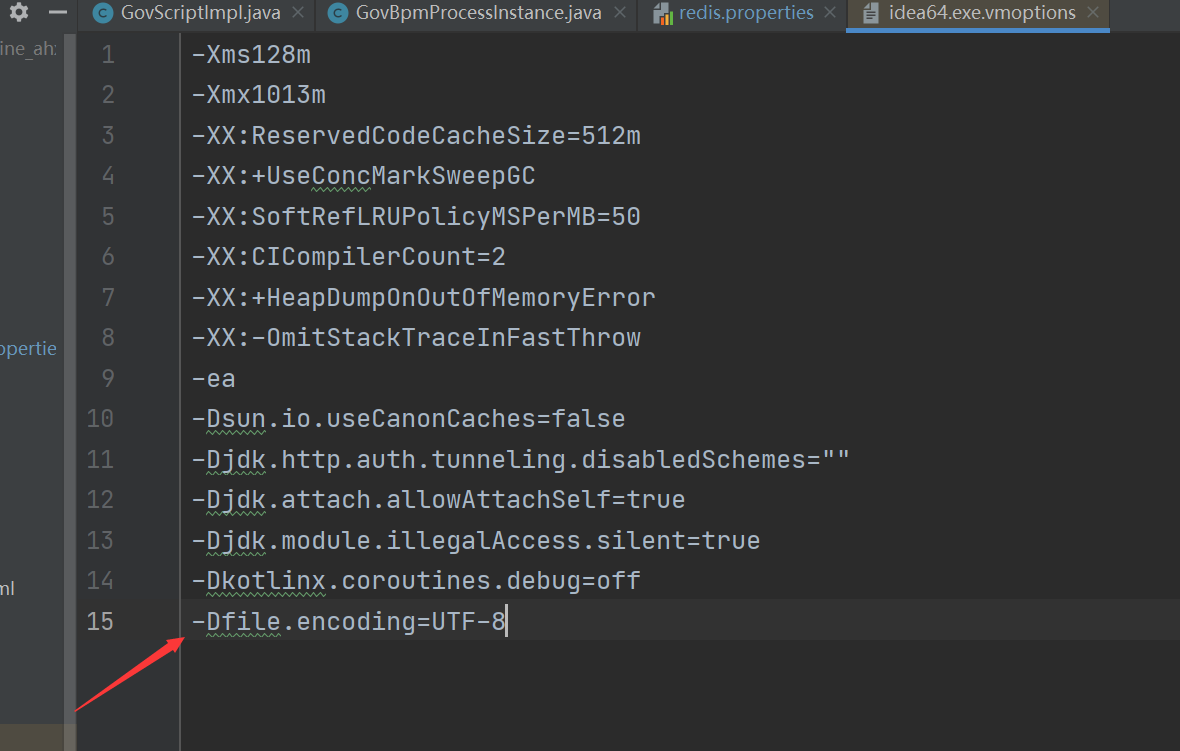 GovScriptImpl.java
GovBpmProcessInstance.java
redis.properties
idea64.exe.vmoptions
ine_ah
1 -Xms128m
2 -Xmx1013m
3 -XX:ReservedCodeCacheSize=512m
4 -XX:+UseConcMarkSweepGC
5 -XX:SoftRefLRUPolicyMSPerMB=50
6 -XX:CICompilerCount=2
7 -XX:+HeapDumpOnOutOfMemoryError
8 -XX:-OmitStackTraceInFastThrow
opertie
9 -ea
10 -Dsun.io.useCanonCaches=false
11 -Djdk.http.auth.tunneling.disabledSchemes=""
12 -Djdk.attach.allowAttachSelf=true
13 -Djdk.module.illegalAccess.silent=true
14 -Dkotlinx.coroutines.debug=off
ml
15 -Dfile.encoding=UTF-8